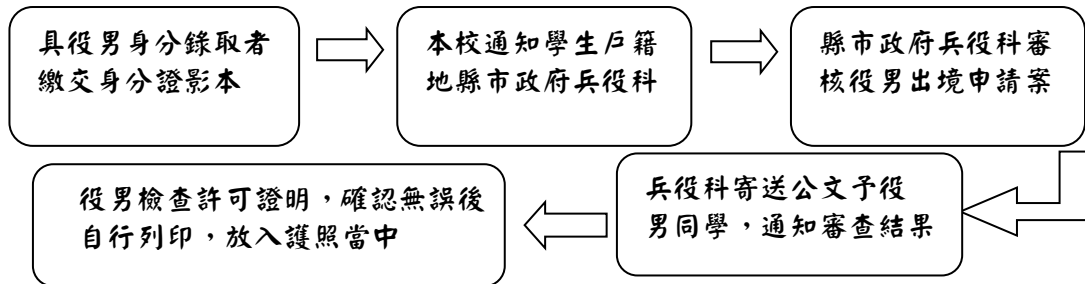 具役男身分錄取者
繳交身分證影本
本校通知學生戶籍
地縣市政府兵役科
縣市政府兵役科審
核役男出境申請案
兵役科寄送公文予役
男同學，通知審查結果
役男檢查許可證明，確認無誤後
自行列印，放入護照當中